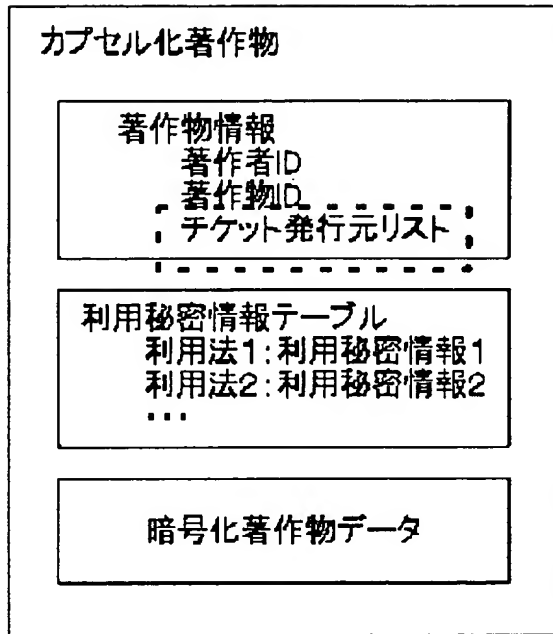 カプセル化著作物
著作物情報
著作者ID
著作物ID
チケット発行元リスト
利用秘密情報テーブル
利用法1:利用秘密情報1
利用法2:利用秘密情報2
...
暗号化著作物データ